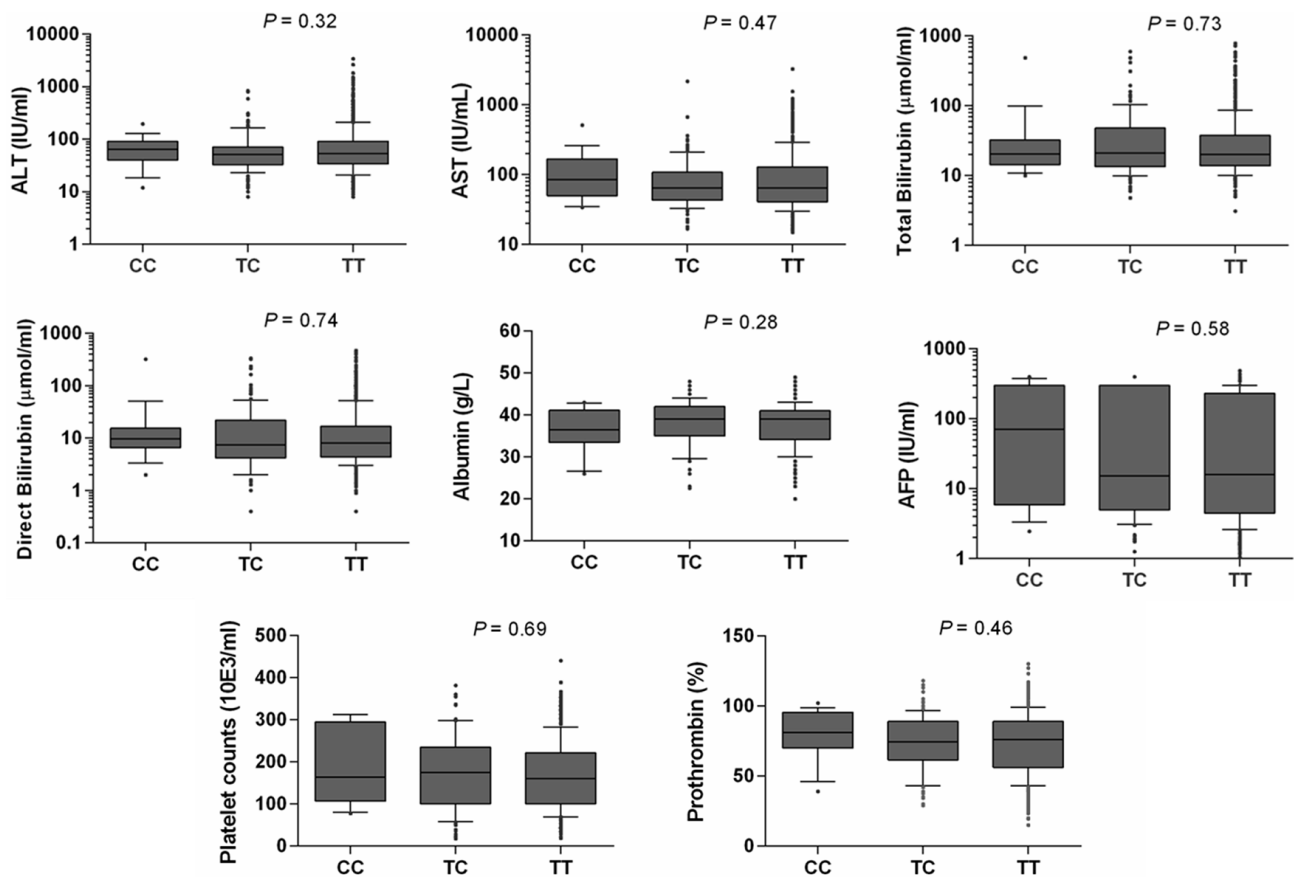 P = 0.32
ALT (IU/ml)
10000
1000
100
10
1
CC TC TT
P = 0.47
AST (IU/mL)
10000
1000
100
10
CC TC TT
P = 0.73
Total Bilirubin (μmol/ml)
1000
100
10
1
CC TC TT
P = 0.74
Direct Bilirubin (μmol/ml)
1000
100
10
1
0.1
CC TC TT
P = 0.28
Albumin (g/L)
60
50
40
30
20
10
CC TC TT
P = 0.58
AFP (IU/ml)
1000
100
10
1
CC TC TT
P = 0.69
Platelet counts (10E3/ml)
500
400
300
200
100
0
CC TC TT
P = 0.46
Prothrombin (%)
150
100
50
0
CC TC TT